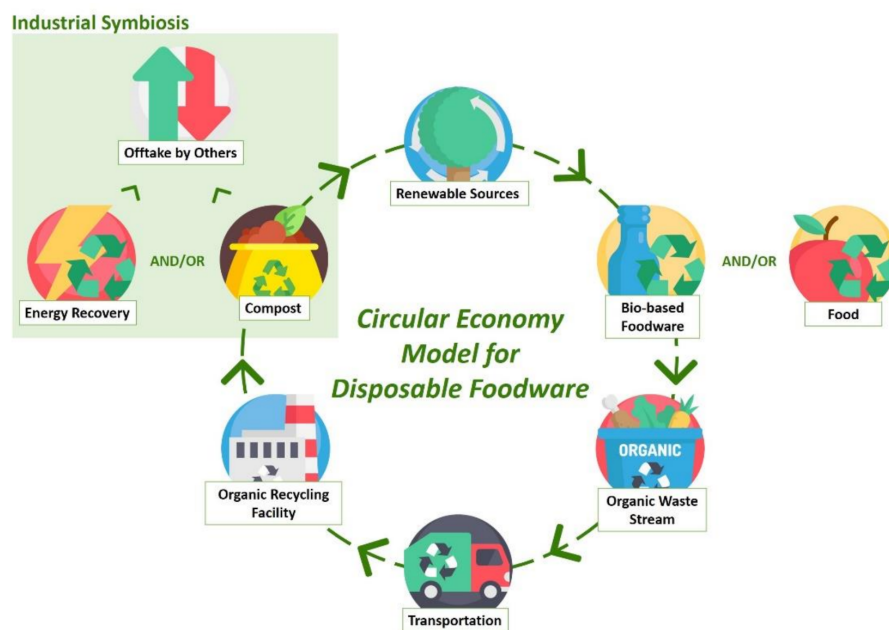 Industrial Symbiosis
Offtake by Others
Renewable Sources
Energy Recovery
AND/OR
Compost
Bio-based
Foodware
AND/OR
Food
Circular Economy
Model for
Disposable Foodware
Organic Recycling
Facility
ORGANIC
Organic Waste
Stream
Transportation